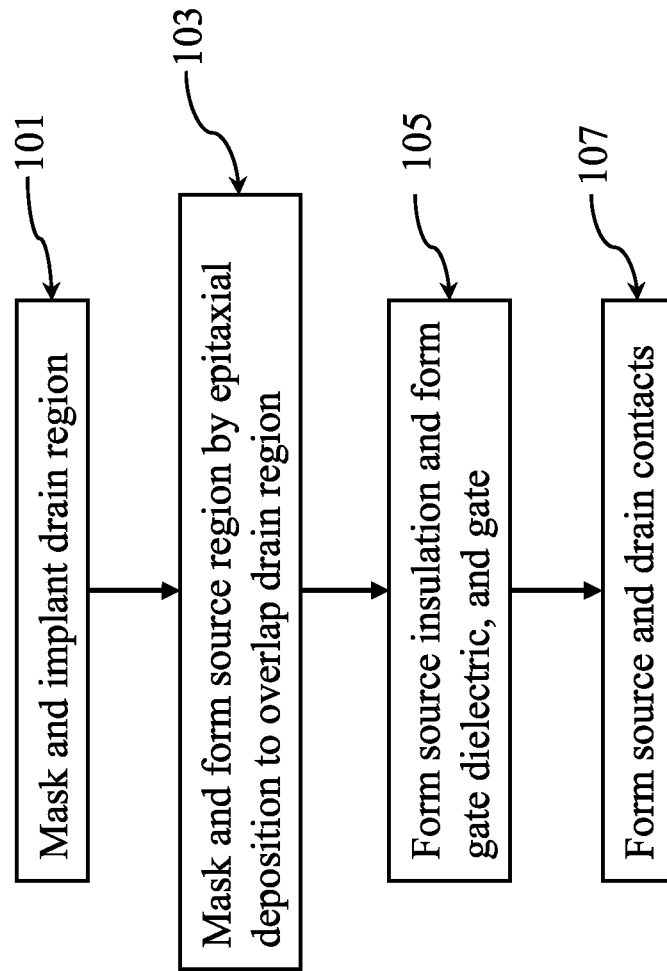 101
Mask and implant drain region
103
Mask and form source region by epitaxial
deposition to overlap drain region
105
Form source insulation and form
gate dielectric, and gate
107
Form source and drain contacts